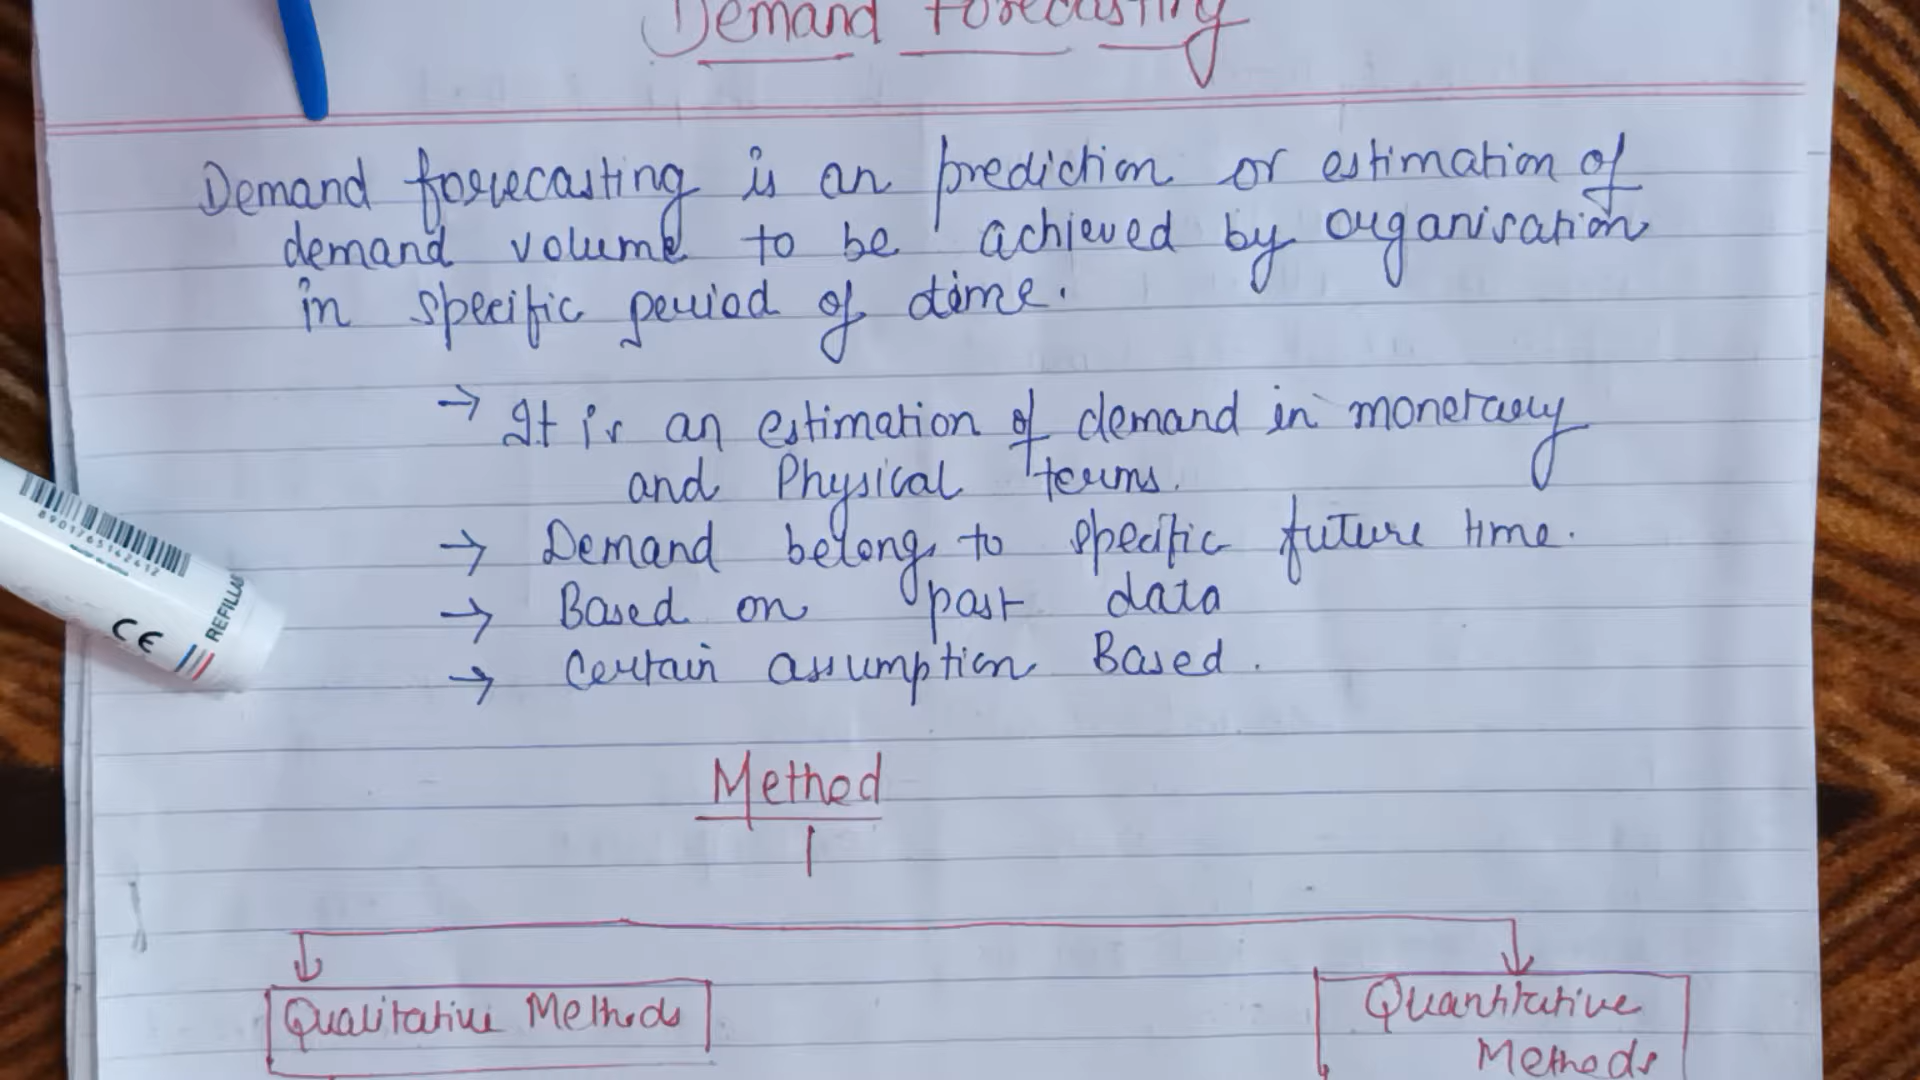 Demand Forecasting
Demand forecasting is an prediction or estimation of
demand volume to be achieved by organisation
in specific period of time.
→ It is an estimation of demand in monetary
and Physical terms.
→ Demand belong to specific future time.
→ Based on past data
→ Certain assumption Based.
Method
Qualitative Methods
Quantitative
Methods
8901765142612
CE